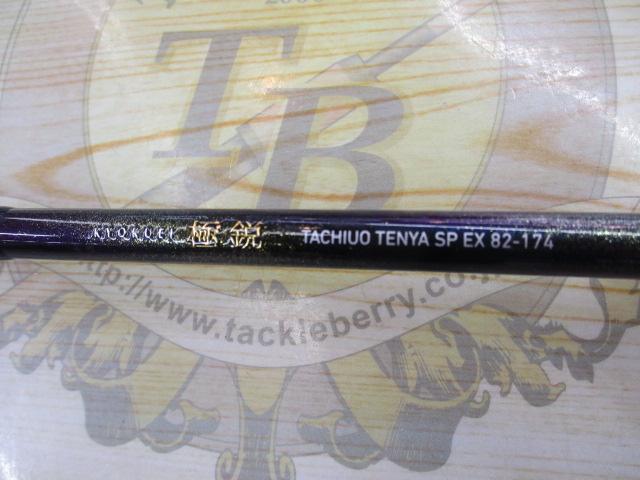 TB
KYOKUEI 極鋭 TACHIUO TENYA SP EX 82-174
http://www.tackleberry.co.jp